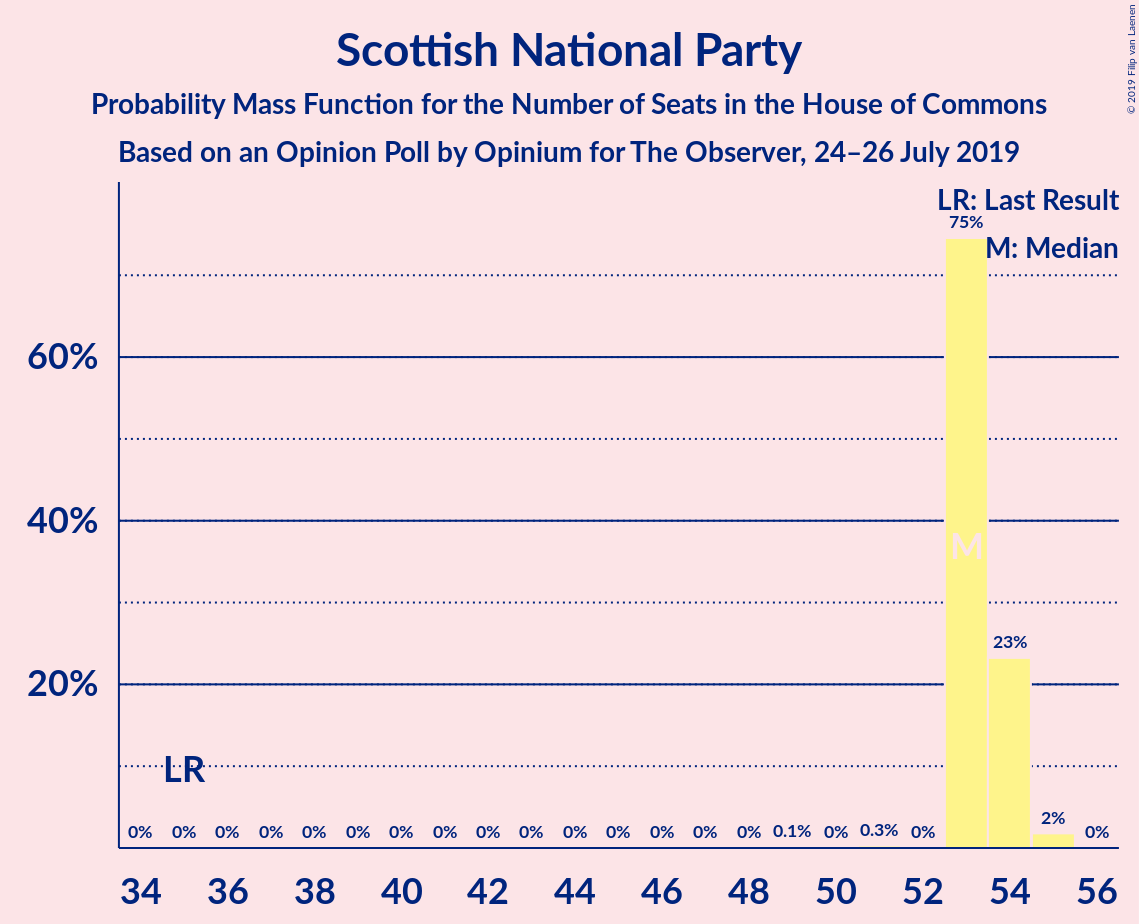 Scottish National Party
Probability Mass Function for the Number of Seats in the House of Commons
Based on an Opinion Poll by Opinium for The Observer, 24–26 July 2019
© 2019 Filip van Laenen
LR: Last Result
75%
M: Median
60%
40%
M
23%
20%
LR
0% 0% 0% 0% 0% 0% 0% 0% 0% 0% 0% 0% 0% 0% 0% 0.1% 0% 0.3% 0% 2% 0%
34 36 38 40 42 44 46 48 50 52 54 56